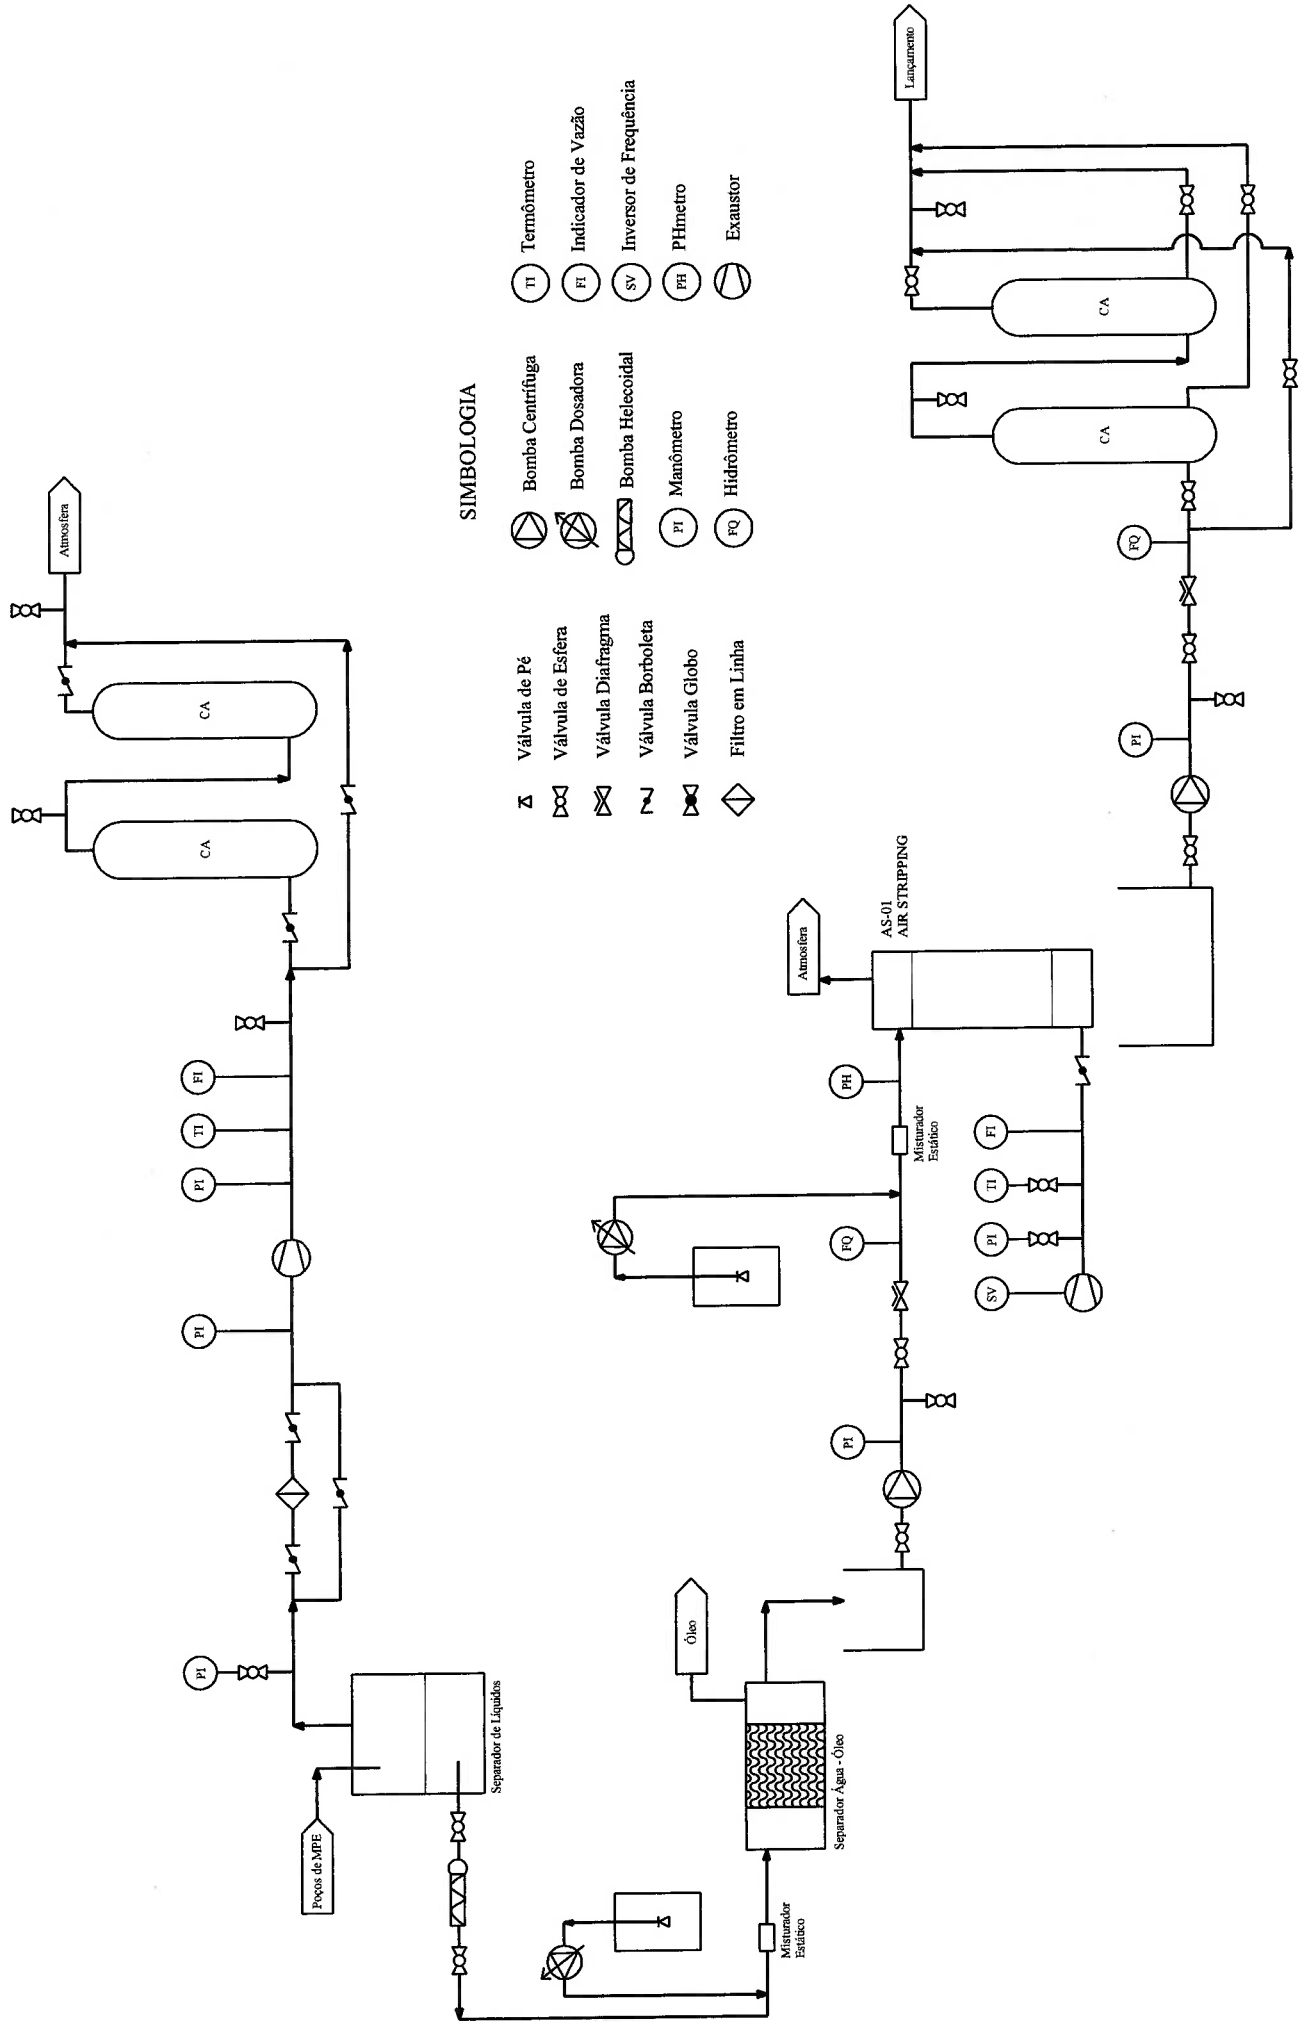 Atmosfera
CA
CA
FI
TI
PI
PI
PI
Poços de MPE
Separador de Líquidos
SIMBOLOGIA
Válvula de Pé
Válvula de Esfera
Válvula Diafragma
Válvula Borboleta
Válvula Globo
Filtro em Linha
Bomba Centrífuga
Bomba Dosadora
Bomba Helecoidal
PI
Manômetro
FQ
Hidrômetro
TI
Termômetro
FI
Indicador de Vazão
SV
Inversor de Frequência
PH
PHmetro
Exaustor
Misturador
Estático
Separador Água - Óleo
Óleo
PI
FQ
Misturador
Estático
PH
SV
PI
TI
FI
Atmosfera
AS-01
AIR STRIPPING
PI
FQ
CA
CA
Lançamento